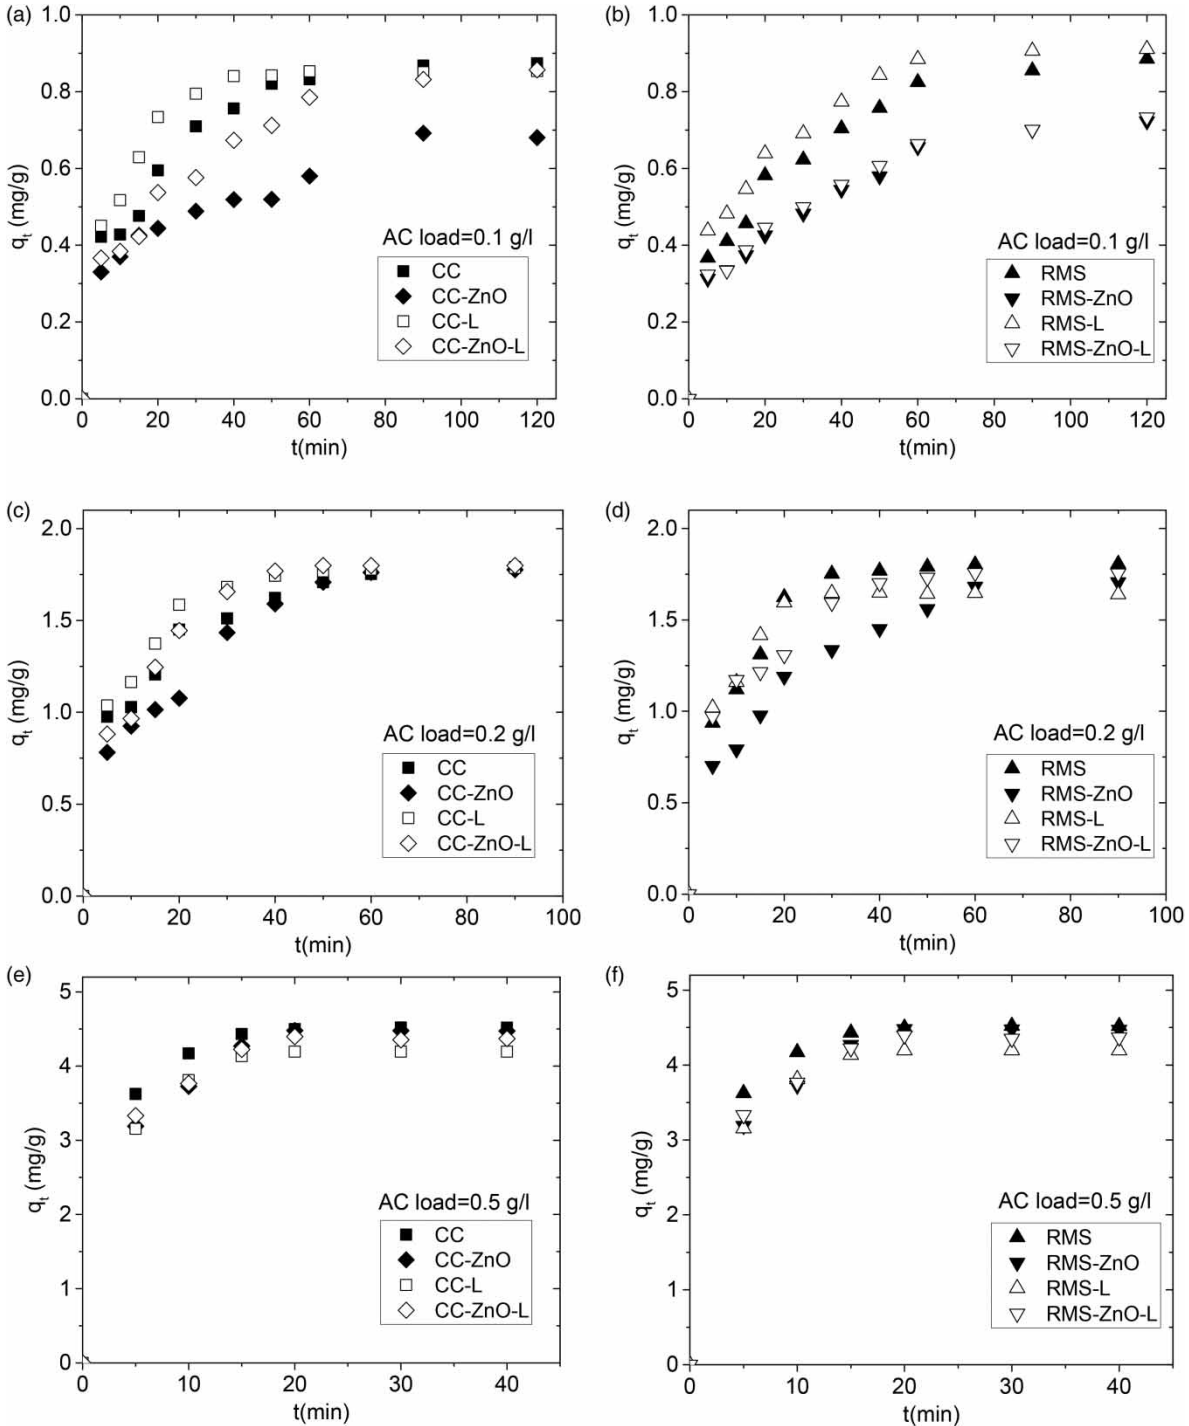 (a)
1.0
0.8
0.6
0.4
0.2
0.0
qt (mg/g)
AC load=0.1 g/l
CC
CC-ZnO
CC-L
CC-ZnO-L
0 20 40 60 80 100 120
t(min)
(b)
1.0
0.8
0.6
0.4
0.2
0.0
qt (mg/g)
AC load=0.1 g/l
RMS
RMS-ZnO
RMS-L
RMS-ZnO-L
0 20 40 60 80 100 120
t(min)
(c)
2.0
1.5
1.0
0.5
0.0
qt (mg/g)
AC load=0.2 g/l
CC
CC-ZnO
CC-L
CC-ZnO-L
0 20 40 60 80 100
t(min)
(d)
2.0
1.5
1.0
0.5
0.0
qt (mg/g)
AC load=0.2 g/l
RMS
RMS-ZnO
RMS-L
RMS-ZnO-L
0 20 40 60 80 100
t(min)
(e)
5
4
3
2
1
0
qt (mg/g)
AC load=0.5 g/l
CC
CC-ZnO
CC-L
CC-ZnO-L
0 10 20 30 40
t(min)
(f)
5
4
3
2
1
0
qt (mg/g)
AC load=0.5 g/l
RMS
RMS-ZnO
RMS-L
RMS-ZnO-L
0 10 20 30 40
t(min)